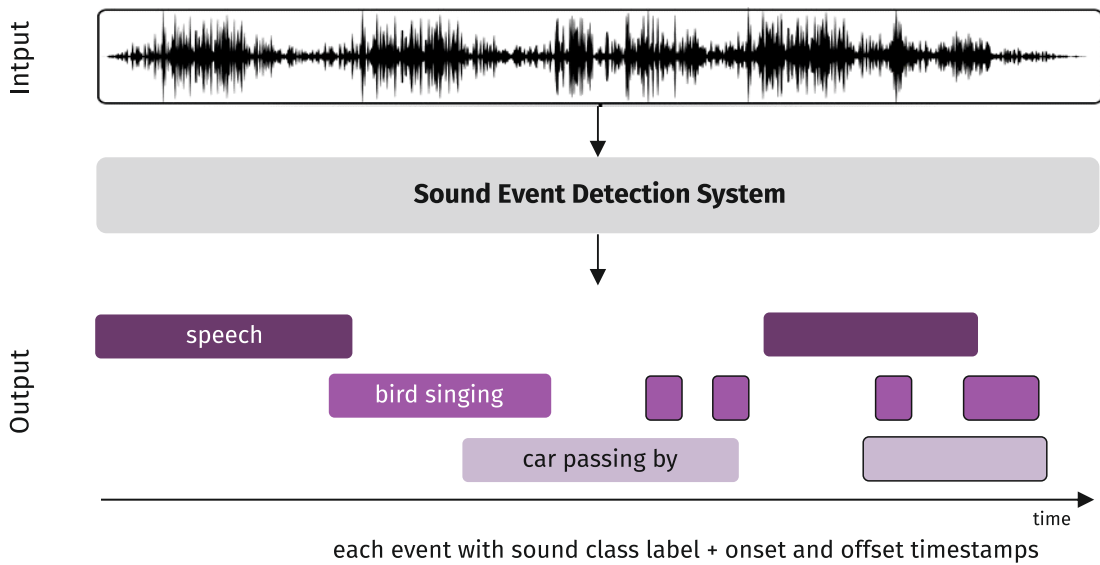 Intput
Sound Event Detection System
Output
speech
bird singing
car passing by
time
each event with sound class label + onset and offset timestamps